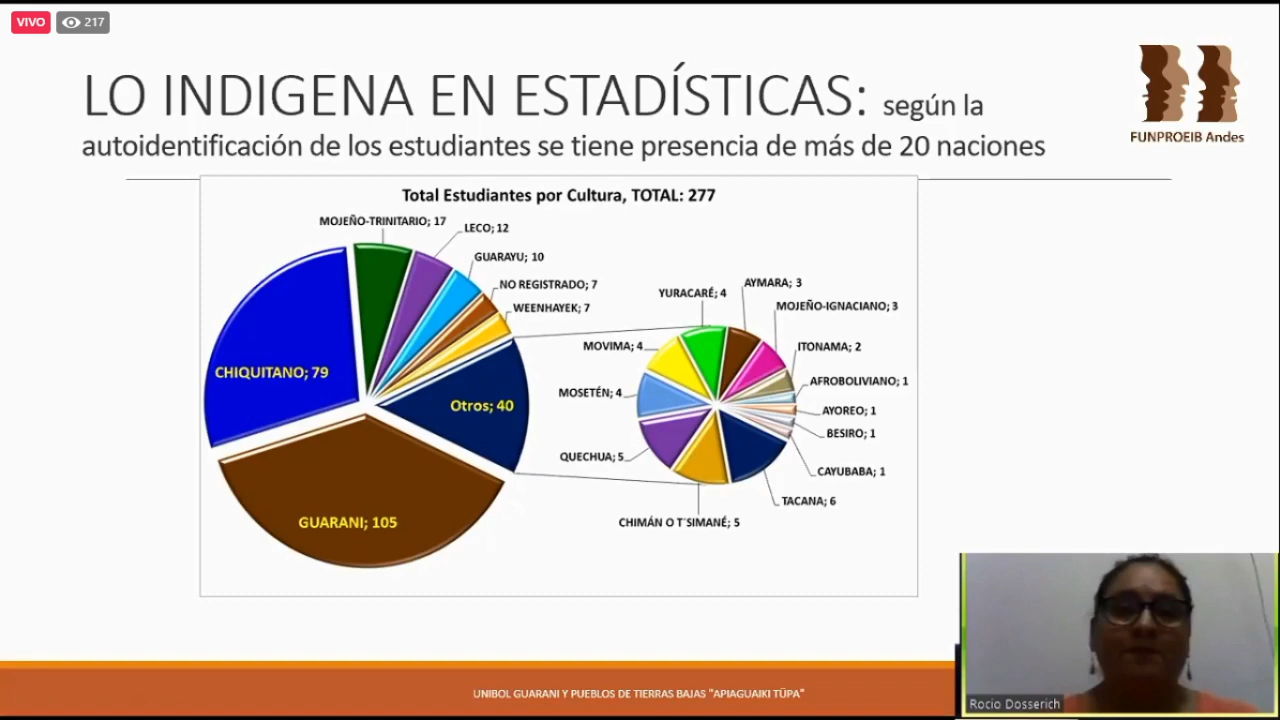 VIVO
217
LO INDIGENA EN ESTADÍSTICAS: según la
autoidentificación de los estudiantes se tiene presencia de más de 20 naciones
FUNPROEIB Andes
Total Estudiantes por Cultura, TOTAL: 277
MOJEÑO-TRINITARIO; 17
LECO; 12
GUARAYU; 10
NO REGISTRADO; 7
WEENHAYEK; 7
CHIQUITANO; 79
Otros; 40
GUARANI; 105
YURACARÉ; 4
AYMARA; 3
MOJEÑO-IGNACIANO; 3
MOVIMA; 4
ITONAMA; 2
MOSETÉN; 4
AFROBOLIVIANO; 1
AYOREO; 1
BESIRO; 1
QUECHUA; 5
CAYUBABA; 1
TACANA; 6
CHIMÁN O T¨SIMANÉ; 5
UNIBOL GUARANI Y PUEBLOS DE TIERRAS BAJAS "APIAGUAIKI TÜPA"
Rocio Dosserich